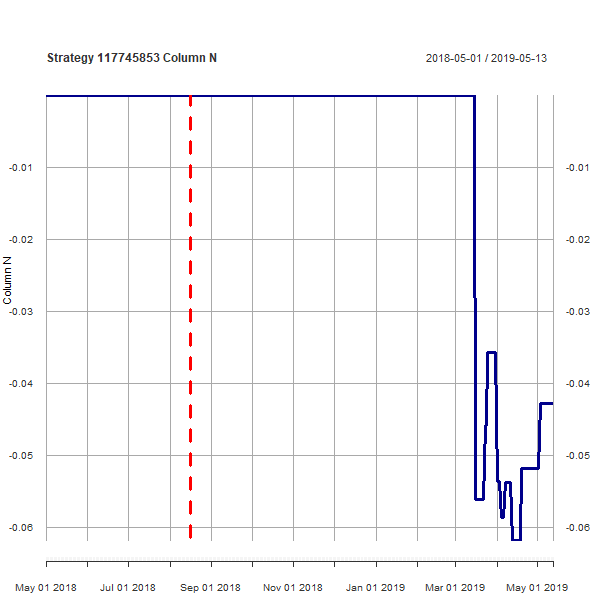 Strategy 117745853 Column N
2018-05-01 / 2019-05-13
-0.01 -0.01
-0.02 -0.02
-0.03 -0.03
-0.04 -0.04
-0.05 -0.05
-0.06 -0.06
Column N
May 01 2018 Jul 01 2018 Sep 01 2018 Nov 01 2018 Jan 01 2019 Mar 01 2019 May 01 2019